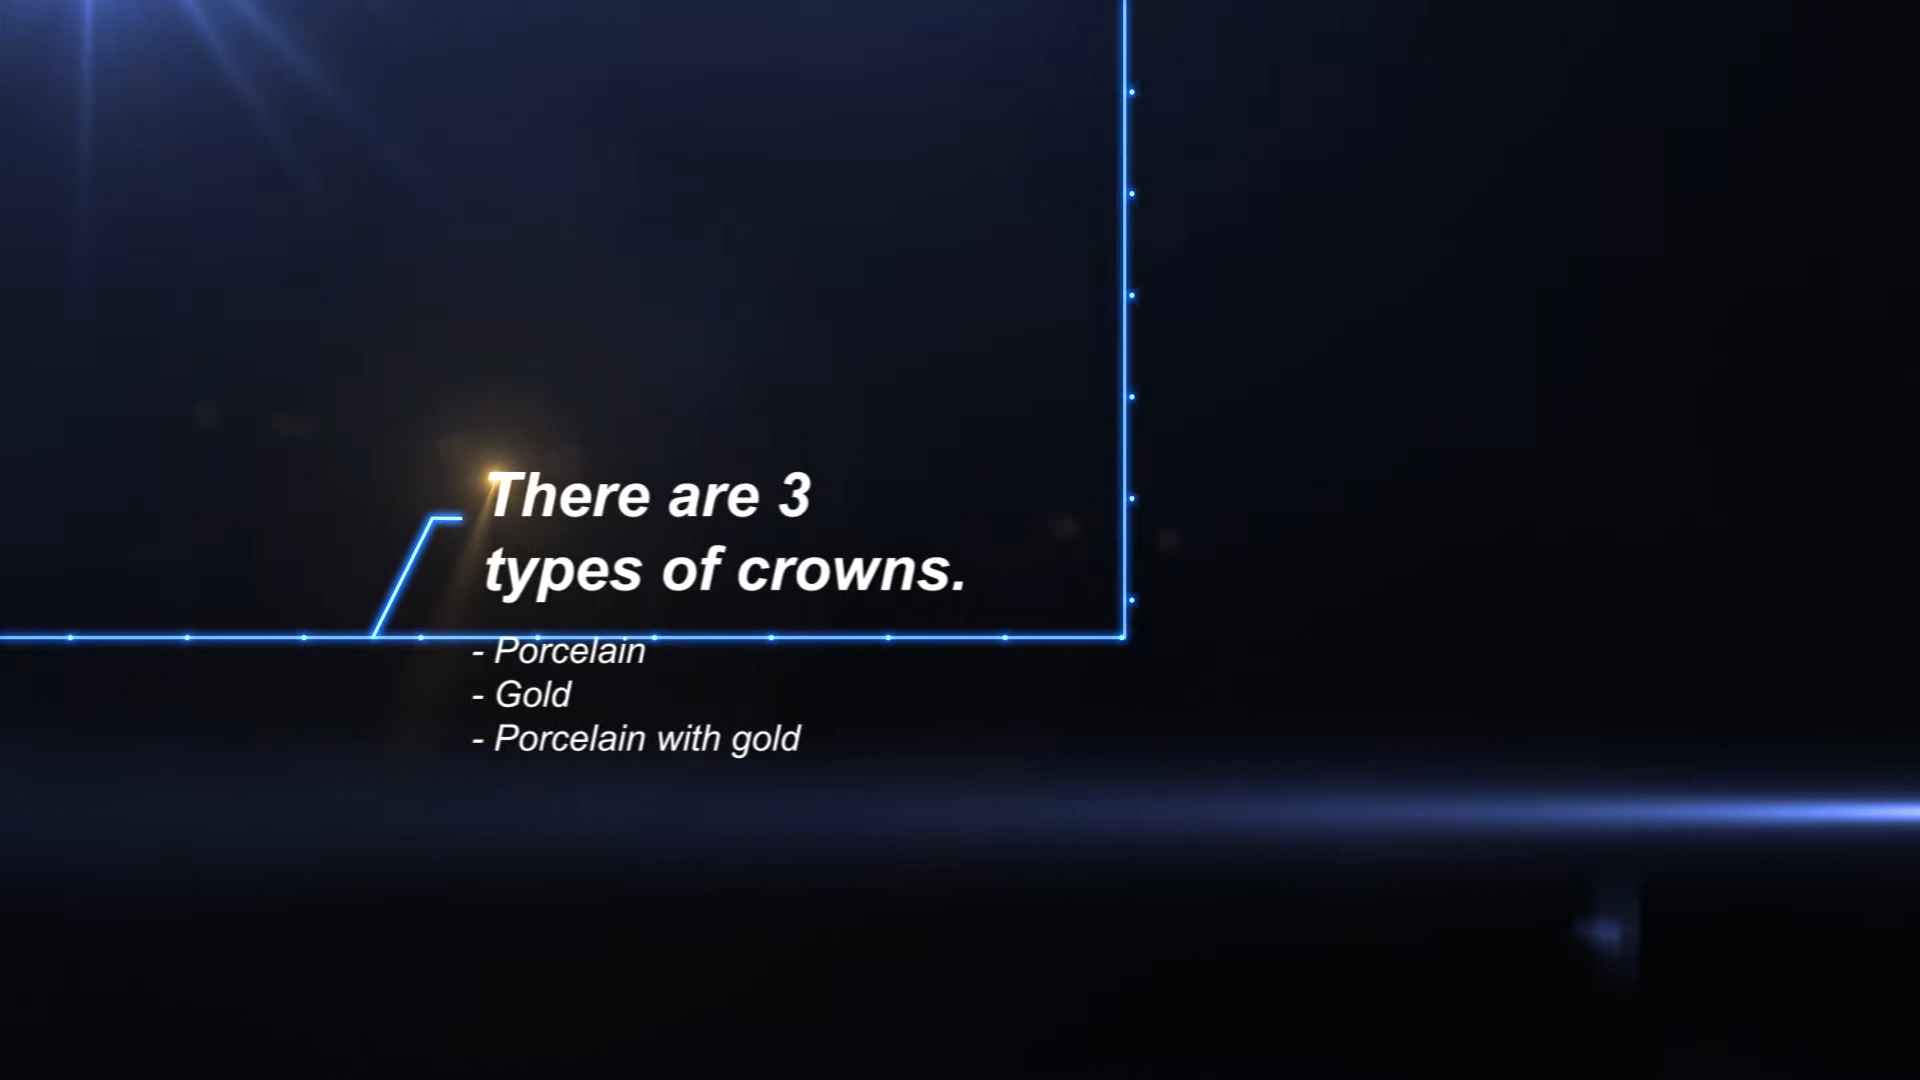 There are 3
types of crowns.
- Porcelain
- Gold
- Porcelain with gold